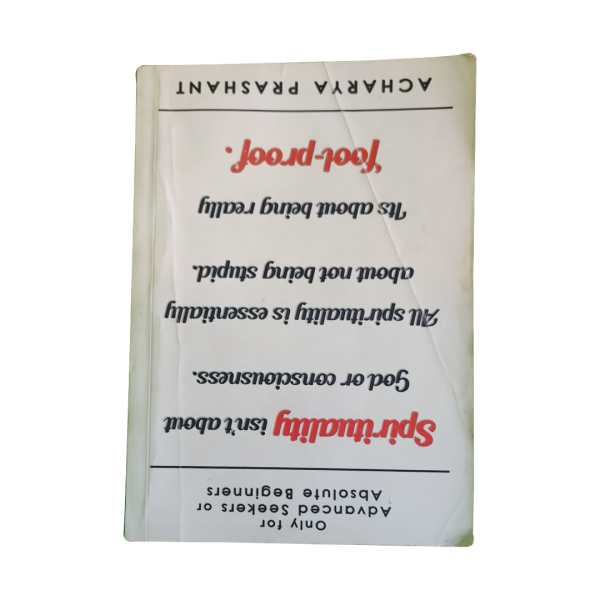 Only for
Advanced Seekers or
Absolute Beginners
Spirituality isn't about
God or consciousness.
All spirituality is essentially
about not being stupid.
Its about being really
'fool-proof'.
ACHARYA PRASHANT